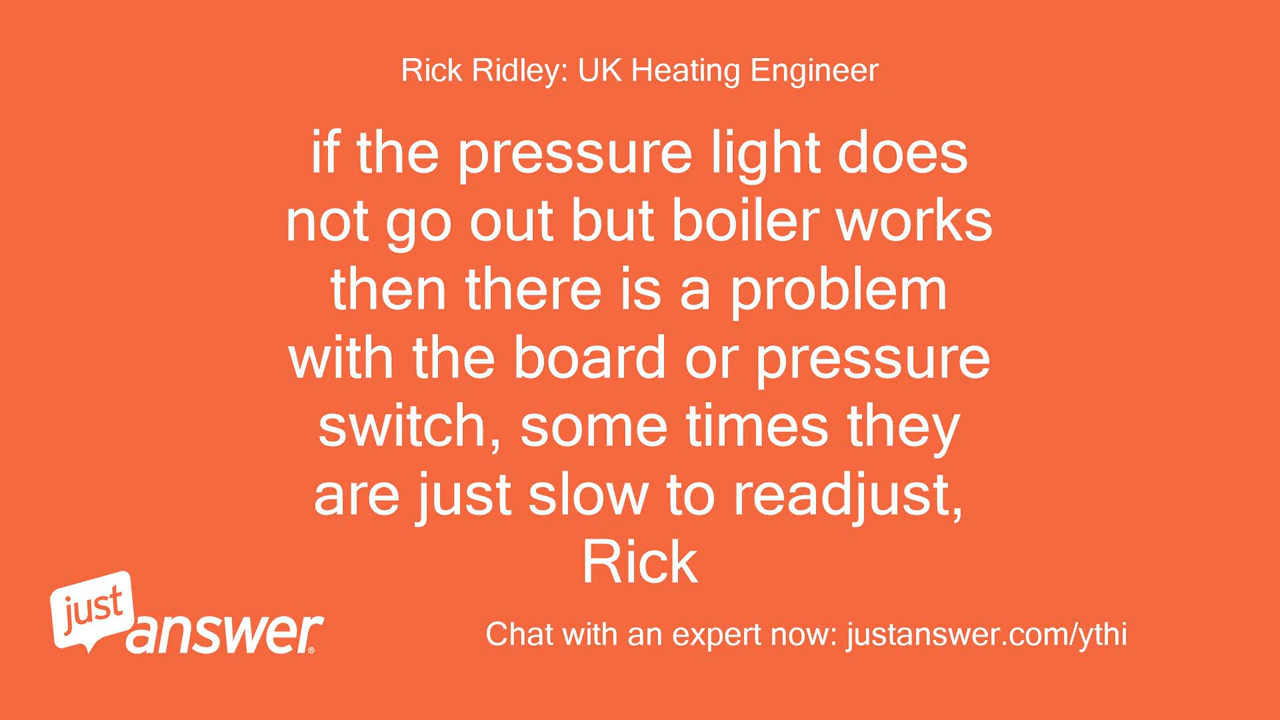 Rick Ridley: UK Heating Engineer
if the pressure light does
not go out but boiler works
then there is a problem
with the board or pressure
switch, some times they
are just slow to readjust,
Rick
just
answer®
Chat with an expert now: justanswer.com/ythi